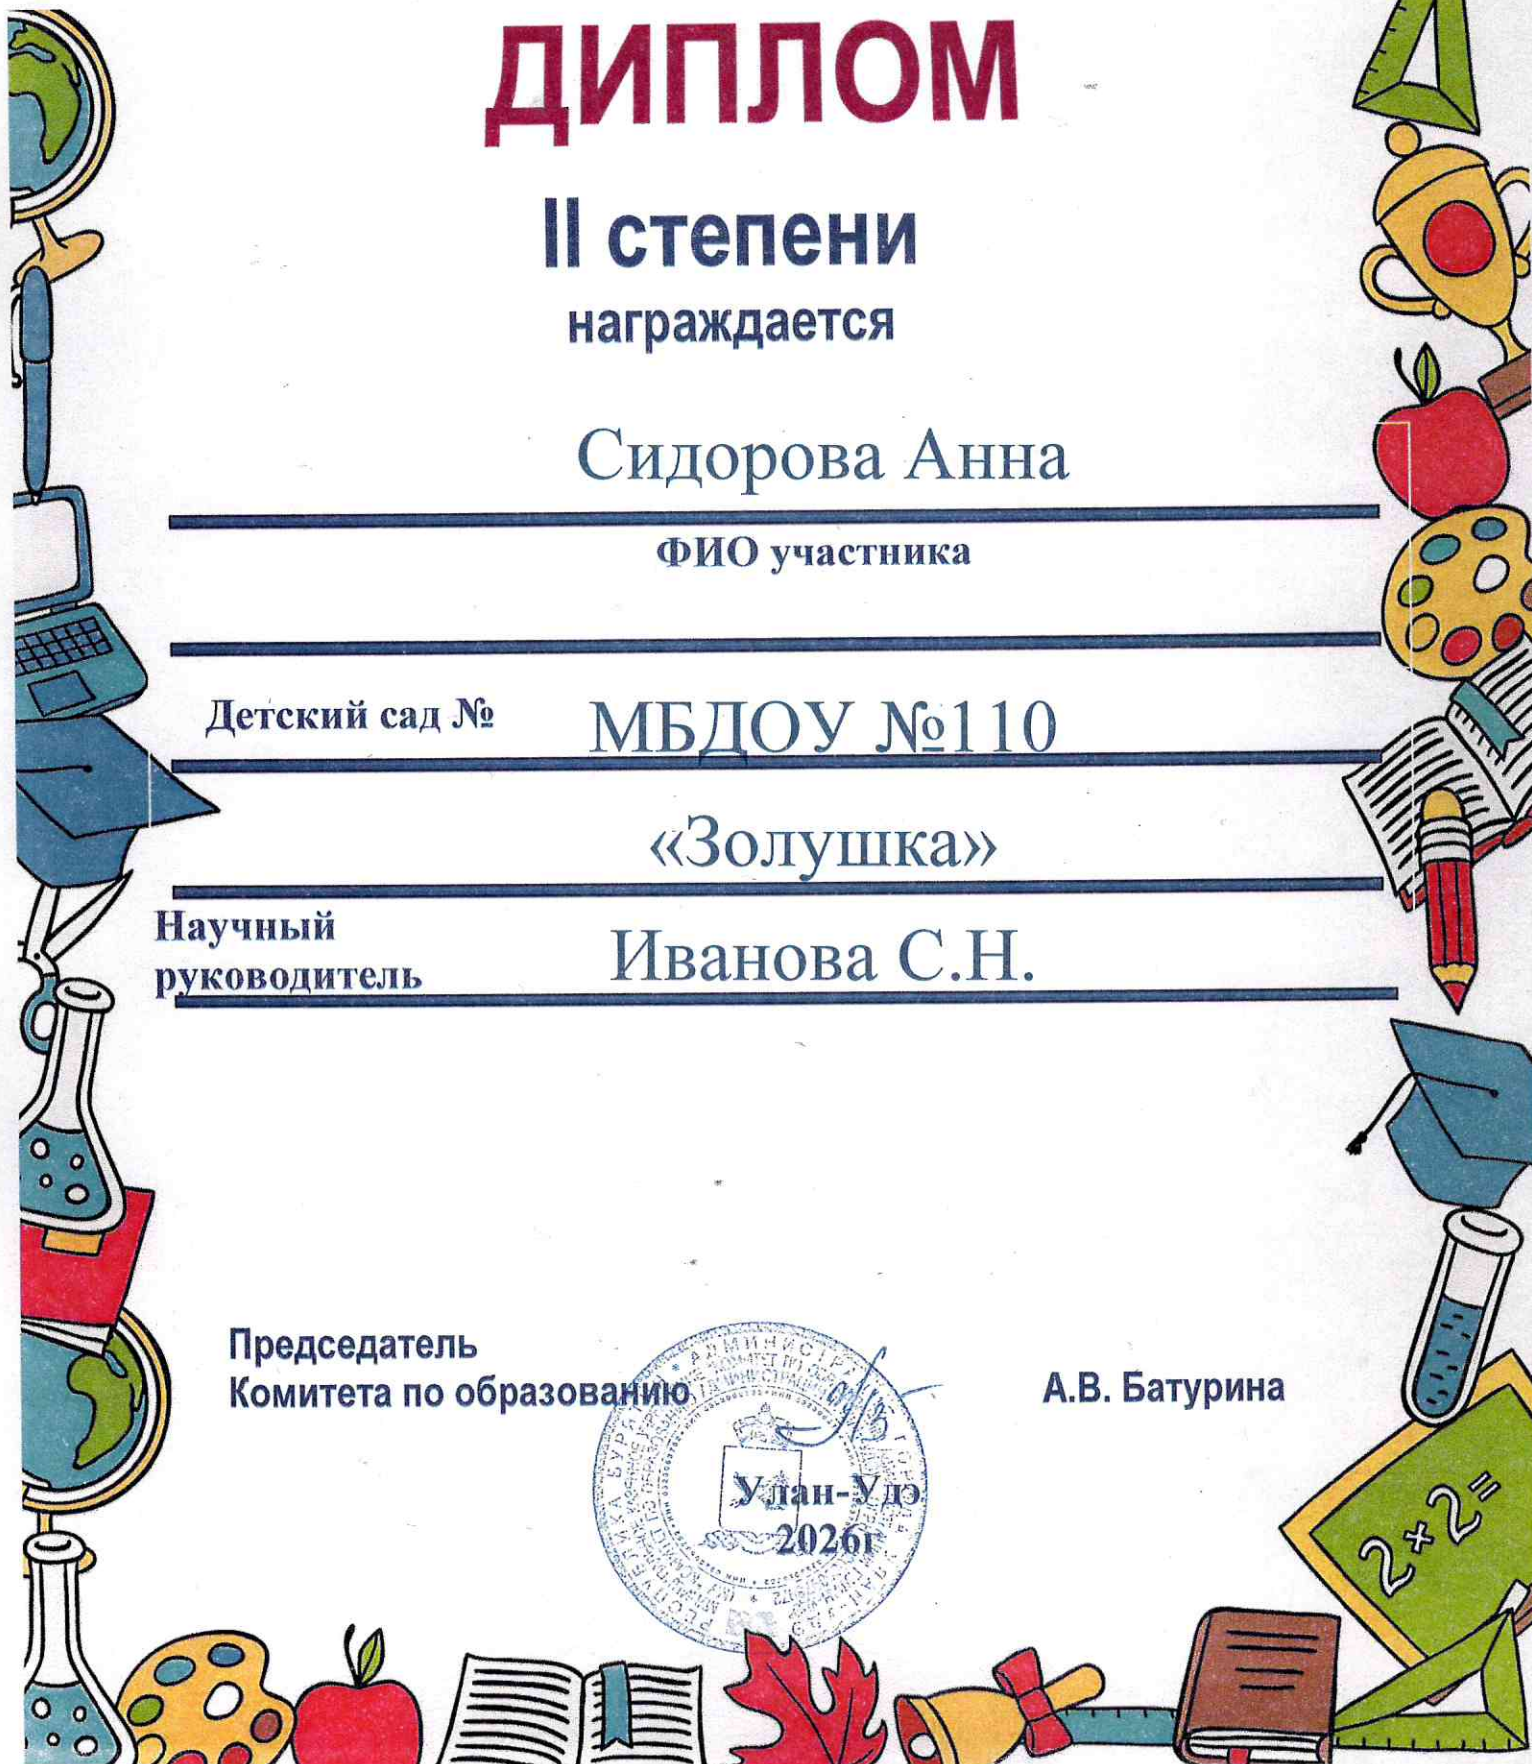 ДИПЛОМ
II степени
награждается
Сидорова Анна
ФИО участника
Детский сад № МБДОУ №110
«Золушка»
Научный
руководитель Иванова С.Н.
Председатель
Комитета по образованию А.В. Батурина
Улан-Удэ
2026г
2×2=